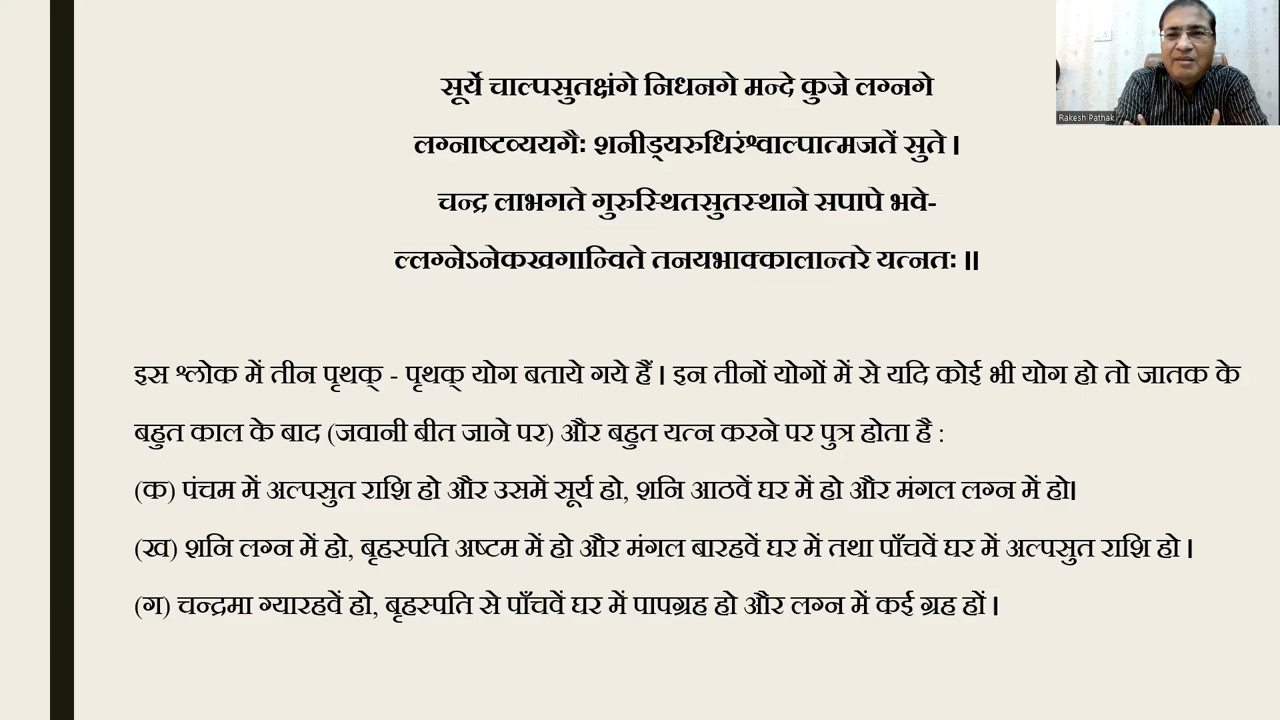 सूर्ये चाल्पसुतक्षंगे निधनगे मन्दे कुजे लग्नगे
लग्नाष्टव्ययगैः शनीड्यरुधिरंश्वाल्पात्मजतें सुते ।
चन्द्र लाभगते गुरुस्थितसुतस्थाने सपापे भवे-
ल्लग्नेऽनेकखगान्विते तनयभाक्कालान्तरे यत्नतः ॥
इस श्लोक में तीन पृथक् - पृथक् योग बताये गये हैं । इन तीनों योगों में से यदि कोई भी योग हो तो जातक के
बहुत काल के बाद (जवानी बीत जाने पर) और बहुत यत्न करने पर पुत्र होता है :
(क) पंचम में अल्पसुत राशि हो और उसमें सूर्य हो, शनि आठवें घर में हो और मंगल लग्न में हो।
(ख) शनि लग्न में हो, बृहस्पति अष्टम में हो और मंगल बारहवें घर में तथा पाँचवें घर में अल्पसुत राशि हो ।
(ग) चन्द्रमा ग्यारहवें हो, बृहस्पति से पाँचवें घर में पापग्रह हो और लग्न में कई ग्रह हों ।
Rakesh Pathak